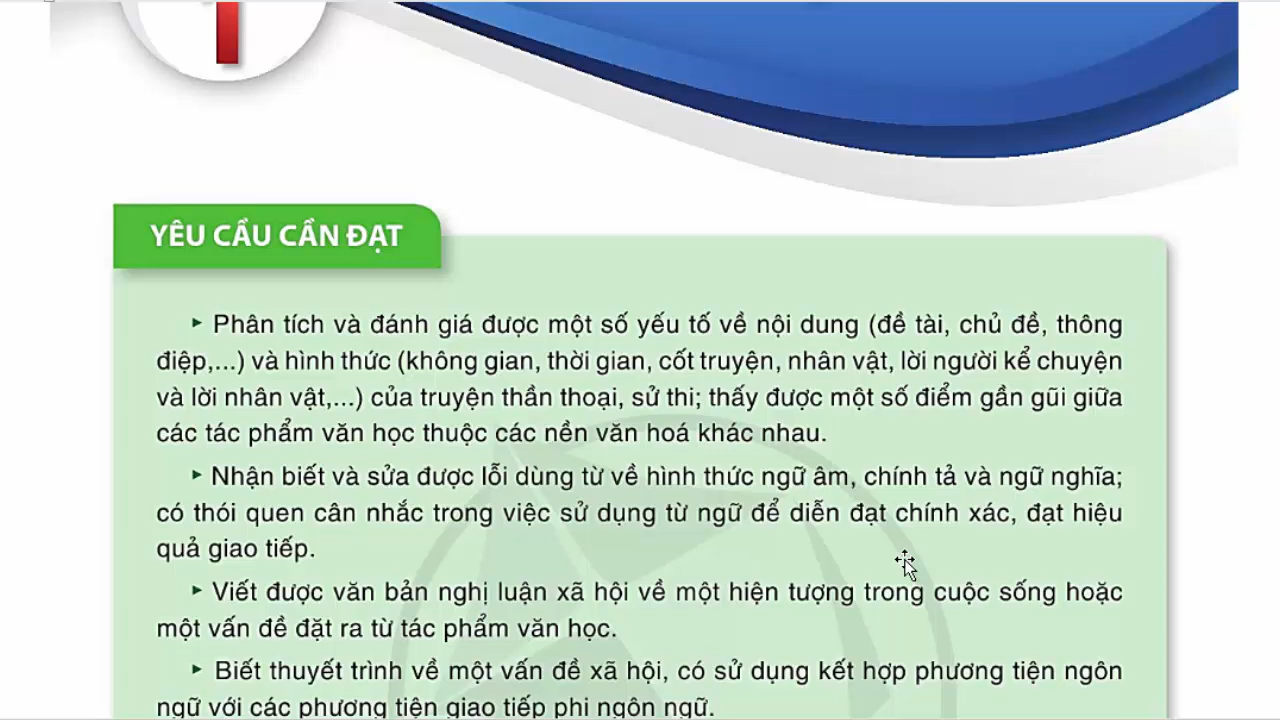 1
YÊU CẦU CẦN ĐẠT
▸ Phân tích và đánh giá được một số yếu tố về nội dung (đề tài, chủ đề, thông
điệp,...) và hình thức (không gian, thời gian, cốt truyện, nhân vật, lời người kể chuyện
và lời nhân vật,...) của truyện thần thoại, sử thi; thấy được một số điểm gần gũi giữa
các tác phẩm văn học thuộc các nền văn hoá khác nhau.
▸ Nhận biết và sửa được lỗi dùng từ về hình thức ngữ âm, chính tả và ngữ nghĩa;
có thói quen cân nhắc trong việc sử dụng từ ngữ để diễn đạt chính xác, đạt hiệu
quả giao tiếp.
▸ Viết được văn bản nghị luận xã hội về một hiện tượng trong cuộc sống hoặc
một vấn đề đặt ra từ tác phẩm văn học.
▸ Biết thuyết trình về một vấn đề xã hội, có sử dụng kết hợp phương tiện ngôn
ngữ với các phương tiện giao tiếp phi ngôn ngữ.